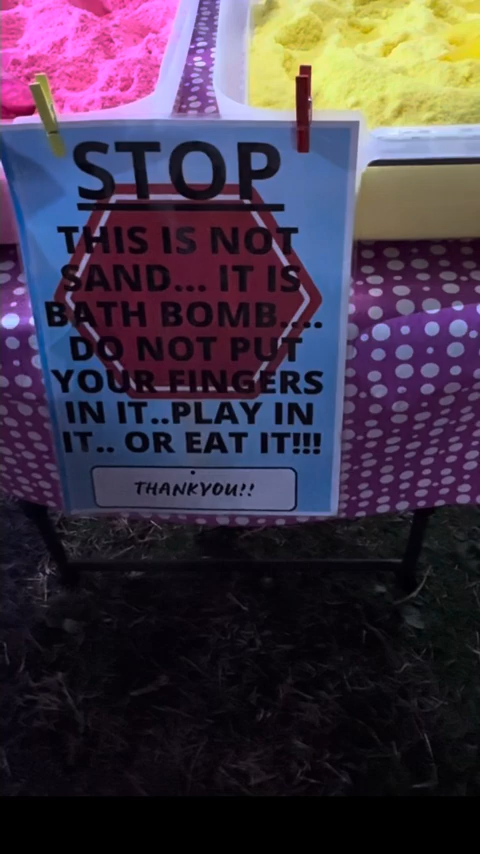 STOP
THIS IS NOT
SAND... IT IS
BATH BOMB....
DO NOT PUT
YOUR FINGERS
IN IT..PLAY IN
IT.. OR EAT IT!!!
THANKYOU!!